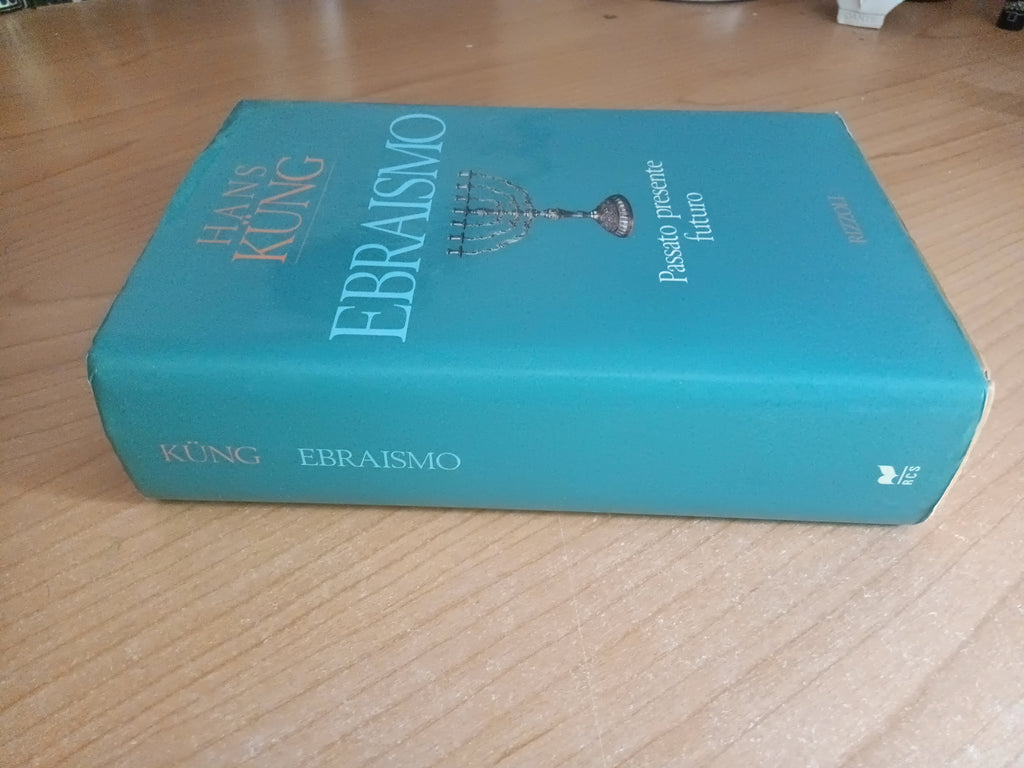 HANS
KÜNG
EBRAISMO
Passato presente
futuro
RIZZOLI
KÜNG EBRAISMO
RCS